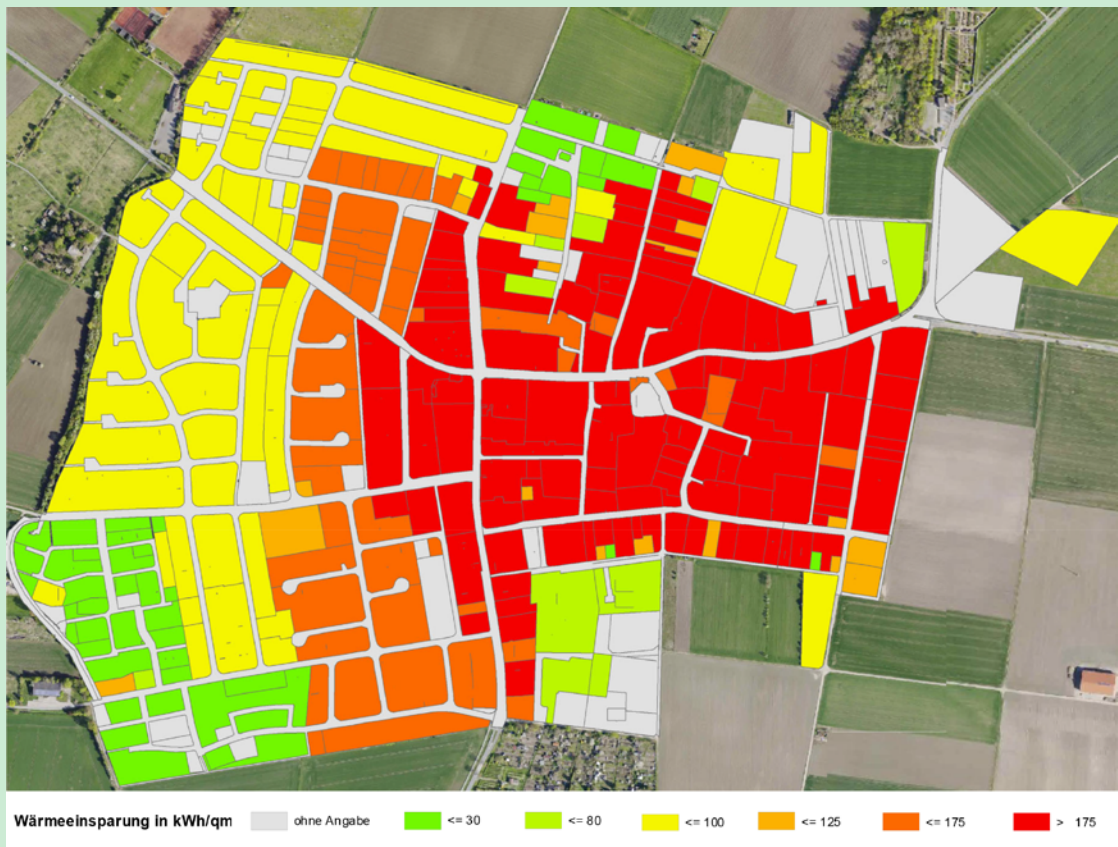 Wärmeeinsparung in kWh/qm ohne Angabe <= 30 <= 80 <= 100 <= 125 <= 175 > 175